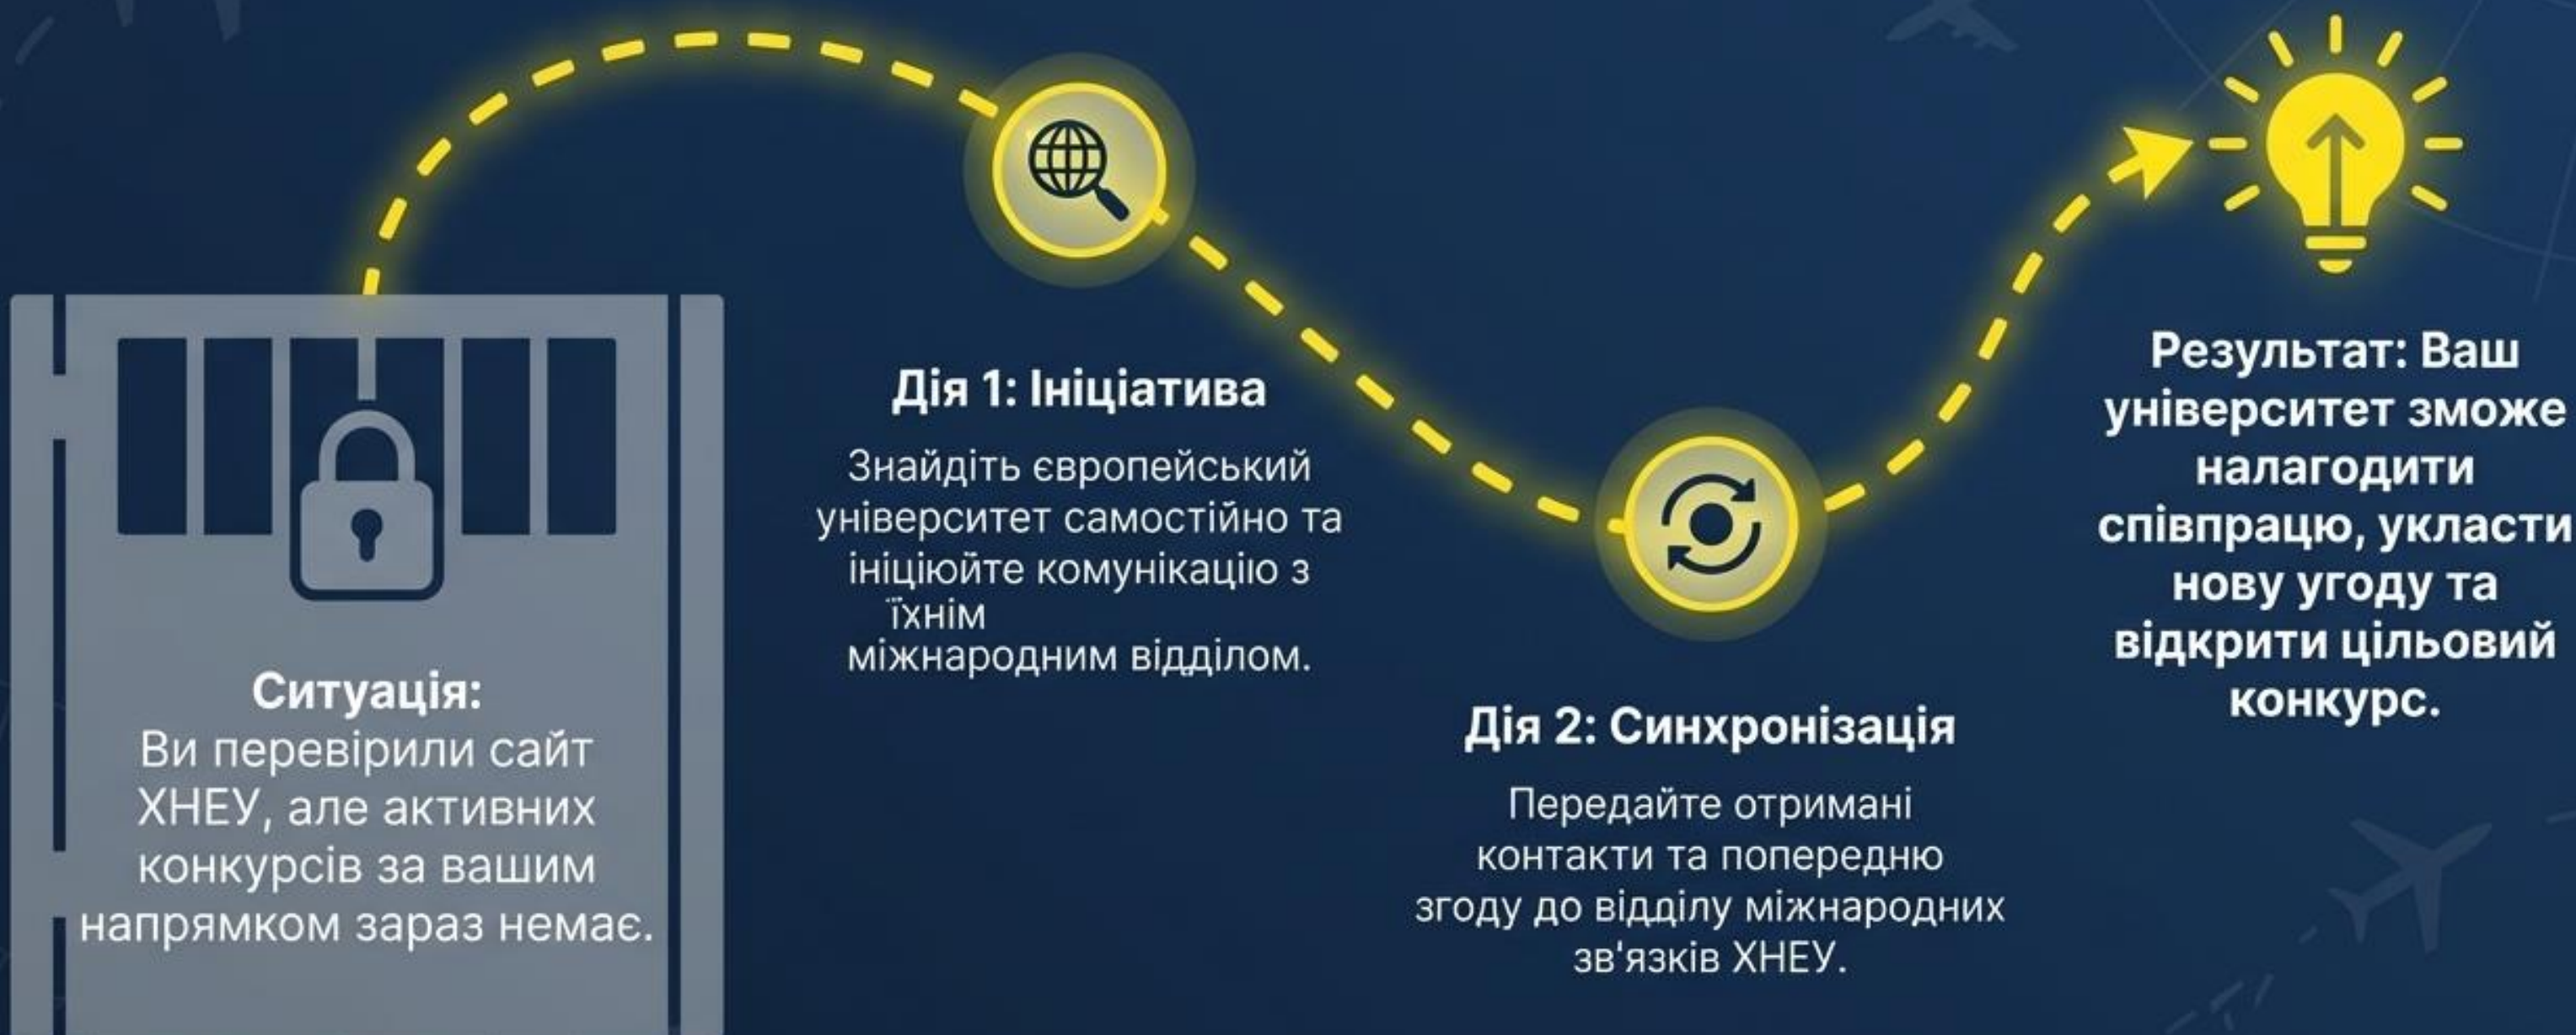 Ситуація:
Ви перевірили сайт
ХНЕУ, але активних
конкурсів за вашим
напрямком зараз немає.
Дія 1: Ініціатива
Знайдіть європейський
університет самостійно та
ініціюйте комунікацію з
їхнім
міжнародним відділом.
Дія 2: Синхронізація
Передайте отримані
контакти та попередню
згоду до відділу міжнародних
зв'язків ХНЕУ.
Результат: Ваш
університет зможе
налагодити
співпрацю, укласти
нову угоду та
відкрити цільовий
конкурс.